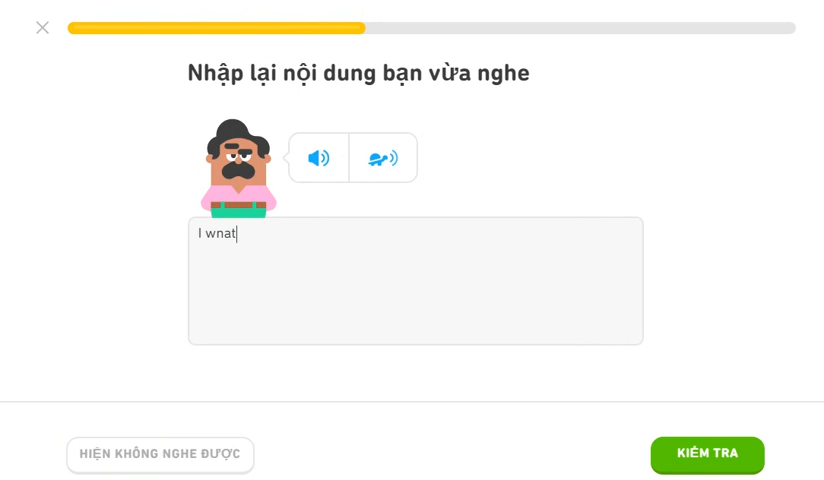 Nhập lại nội dung bạn vừa nghe
I wnat
HIỆN KHÔNG NGHE ĐƯỢC
KIỂM TRA